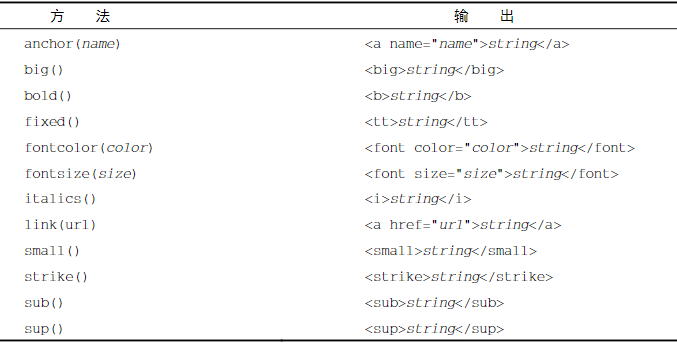 方 法 输 出
anchor(name) <a name="name">string</a>
big() <big>string</big>
bold() <b>string</b>
fixed() <tt>string</tt>
fontcolor(color) <font color="color">string</font>
fontsize(size) <font size="size">string</font>
italics() <i>string</i>
link(url) <a href="url">string</a>
small() <small>string</small>
strike() <strike>string</strike>
sub() <sub>string</sub>
sup() <sup>string</sup>